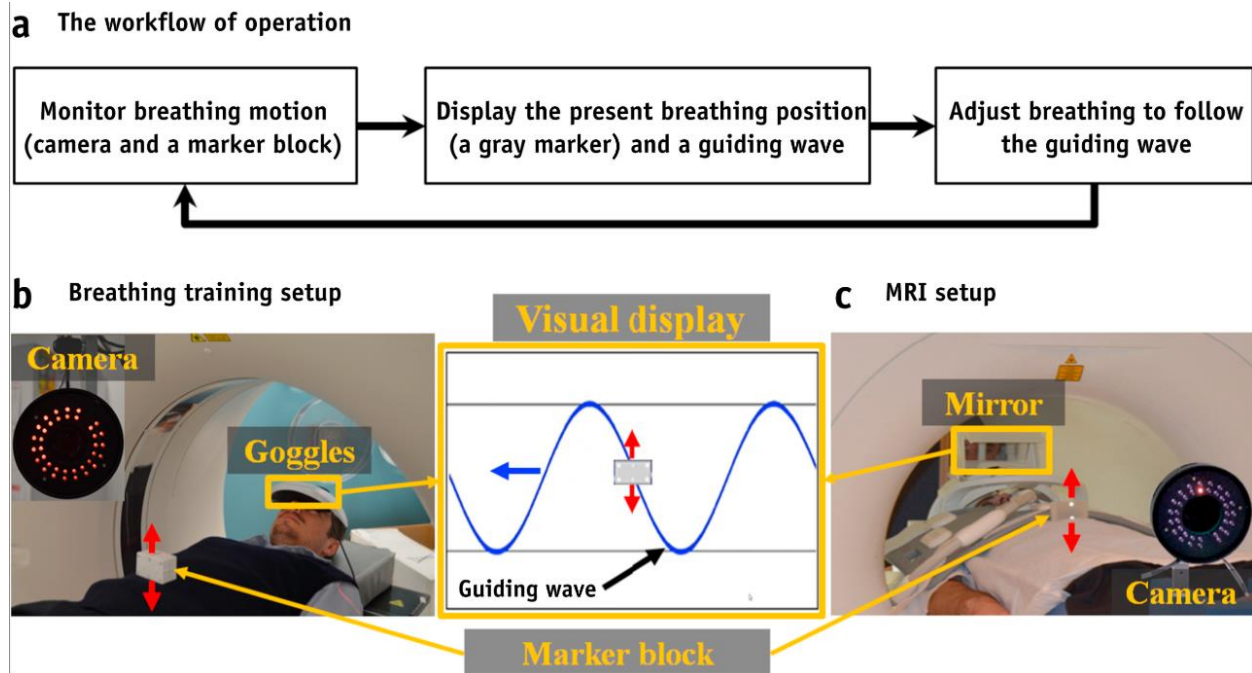 a The workflow of operation
Monitor breathing motion
(camera and a marker block)
Display the present breathing position
(a gray marker) and a guiding wave
Adjust breathing to follow
the guiding wave
b Breathing training setup
c MRI setup
Visual display
Camera
Goggles
Mirror
Guiding wave
Camera
Marker block